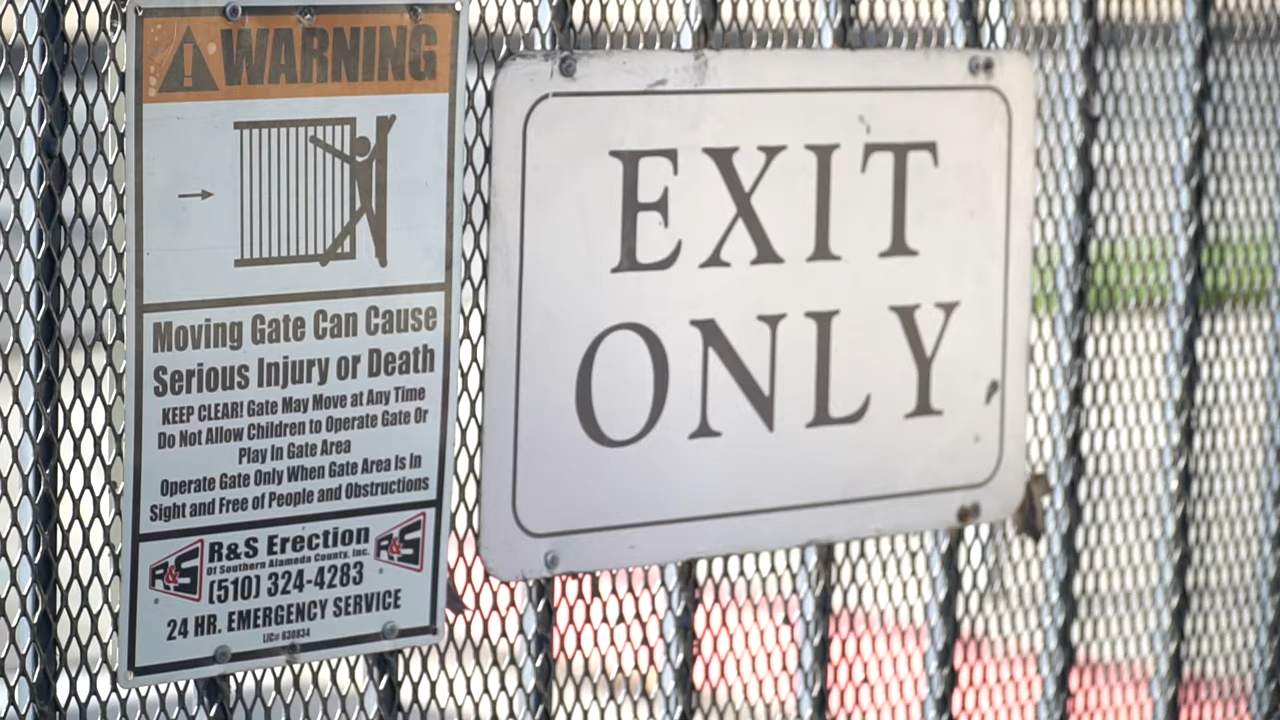 WARNING
Moving Gate Can Cause
Serious Injury or Death
KEEP CLEAR! Gate May Move at Any Time
Do Not Allow Children to Operate Gate Or
Play In Gate Area
Operate Gate Only When Gate Area Is In
Sight and Free of People and Obstructions
R&S
R&S Erection
Of Southern Alameda County, Inc.
R&S
(510) 324-4283
24 HR. EMERGENCY SERVICE
LIC# 630834
EXIT
ONLY